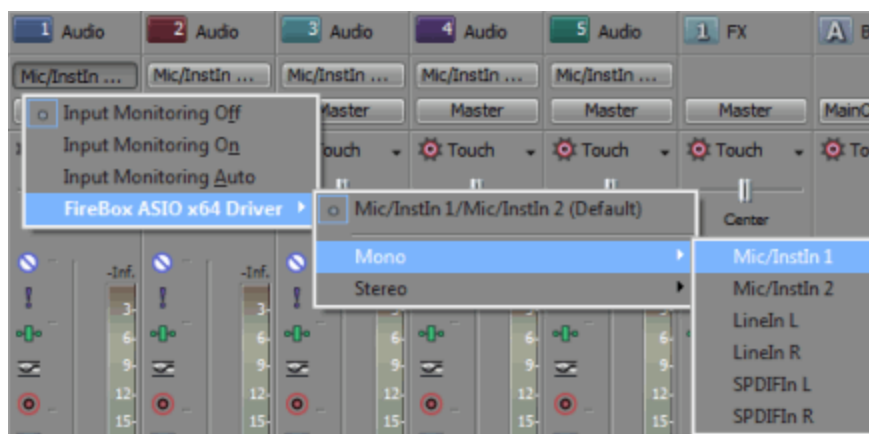 1 Audio 2 Audio 3 Audio 4 Audio 5 Audio 1 FX A
Mic/InstIn ... Mic/InstIn ... Mic/InstIn ... Mic/InstIn ... Mic/InstIn ...
Master Master Master Master
Input Monitoring Off
Input Monitoring On
Input Monitoring Auto
FireBox ASIO x64 Driver
Touch Touch Touch Touch
Center
Mic/InstIn 1/Mic/InstIn 2 (Default)
Mono
Stereo
Mic/InstIn 1
Mic/InstIn 2
LineIn L
LineIn R
SPDIFIn L
SPDIFIn R
-Inf. -Inf.
3 3
6 6 6 6 6
9 9 9 9 9
12 12 12 12 12
15 15 15 15 15